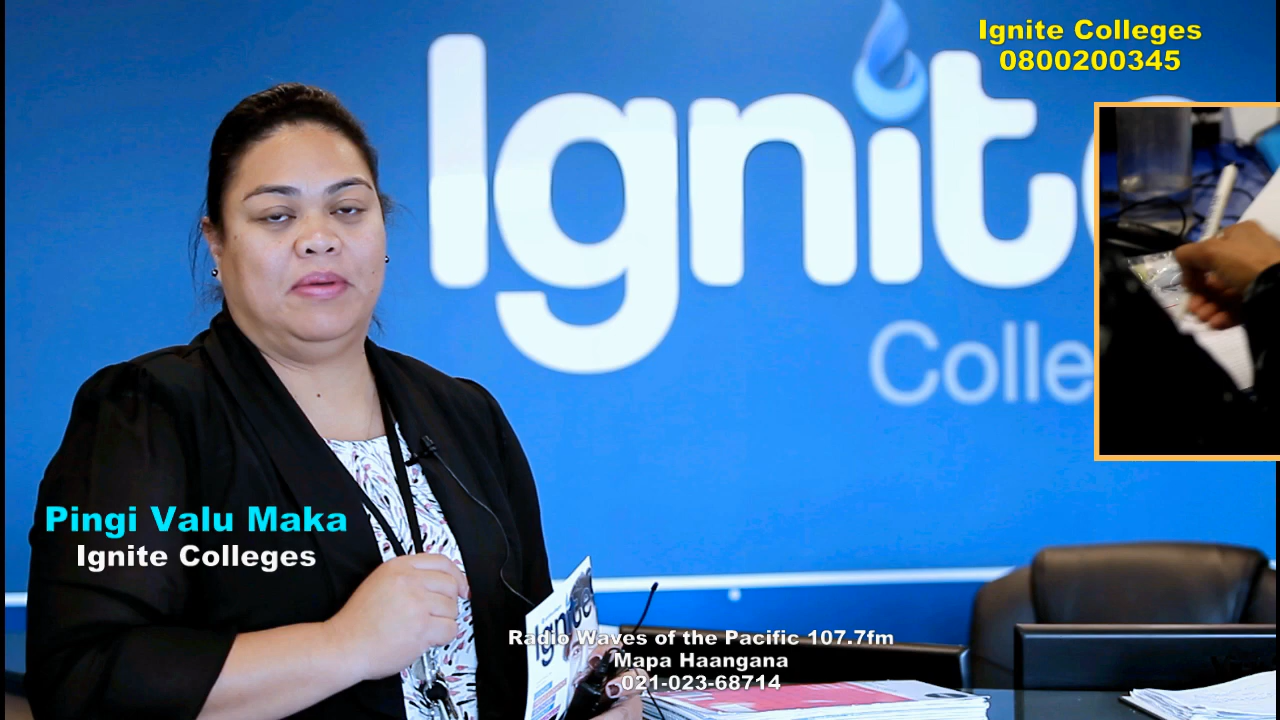 Ignite Colleges
0800200345
Ignite
Colle
Pingi Valu Maka
Ignite Colleges
Ignite
Radio Waves of the Pacific 107.7fm
Mapa Haangana
021-023-68714